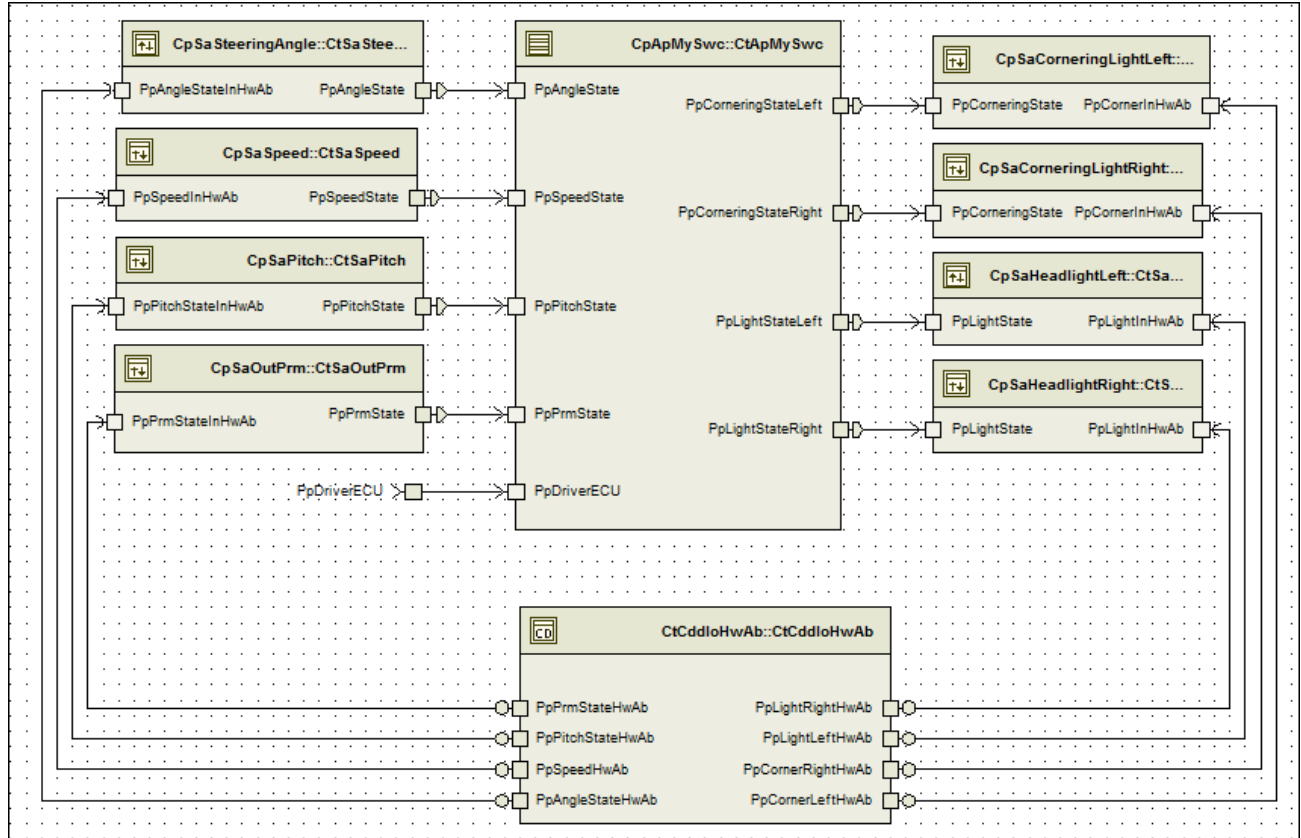 CpSaSteeringAngle::CtSaStee...
PpAngleStateInHwAb PpAngleState
CpSaSpeed::CtSaSpeed
PpSpeedInHwAb PpSpeedState
CpSaPitch::CtSaPitch
PpPitchStateInHwAb PpPitchState
CpSaOutPrm::CtSaOutPrm
PpPrmStateInHwAb PpPrmState
PpDriverECU
CpApMySwc::CtApMySwc
PpAngleState
PpCorneringStateLeft
PpSpeedState
PpCorneringStateRight
PpPitchState
PpLightStateLeft
PpPrmState
PpLightStateRight
PpDriverECU
CpSaCorneringLightLeft::...
PpCorneringState PpCornerInHwAb
CpSaCorneringLightRight:...
PpCorneringState PpCornerInHwAb
CpSaHeadlightLeft::CtSa...
PpLightState PpLightInHwAb
CpSaHeadlightRight::CtS...
PpLightState PpLightInHwAb
CD
CtCddIoHwAb::CtCddIoHwAb
PpPrmStateHwAb PpLightRightHwAb
PpPitchStateHwAb PpLightLeftHwAb
PpSpeedHwAb PpCornerRightHwAb
PpAngleStateHwAb PpCornerLeftHwAb